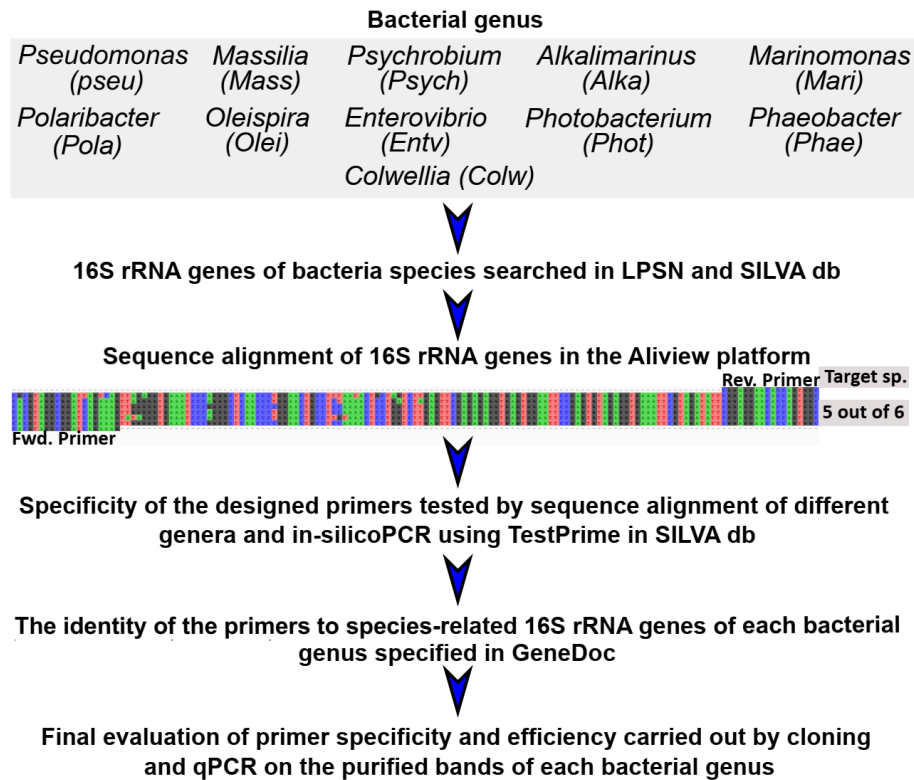 Bacterial genus
Pseudomonas Massilia Psychrobium Alkalimarinus Marinomonas
(pseu) (Mass) (Psych) (Alka) (Mari)
Polaribacter Oleispira Enterovibrio Photobacterium Phaeobacter
(Pola) (Olei) (Entv) (Phot) (Phae)
Colwellia (Colw)
16S rRNA genes of bacteria species searched in LPSN and SILVA db
Sequence alignment of 16S rRNA genes in the Aliview platform
Rev. Primer Target sp.
5 out of 6
Fwd. Primer
Specificity of the designed primers tested by sequence alignment of different
genera and in-silicoPCR using TestPrime in SILVA db
The identity of the primers to species-related 16S rRNA genes of each bacterial
genus specified in GeneDoc
Final evaluation of primer specificity and efficiency carried out by cloning
and qPCR on the purified bands of each bacterial genus